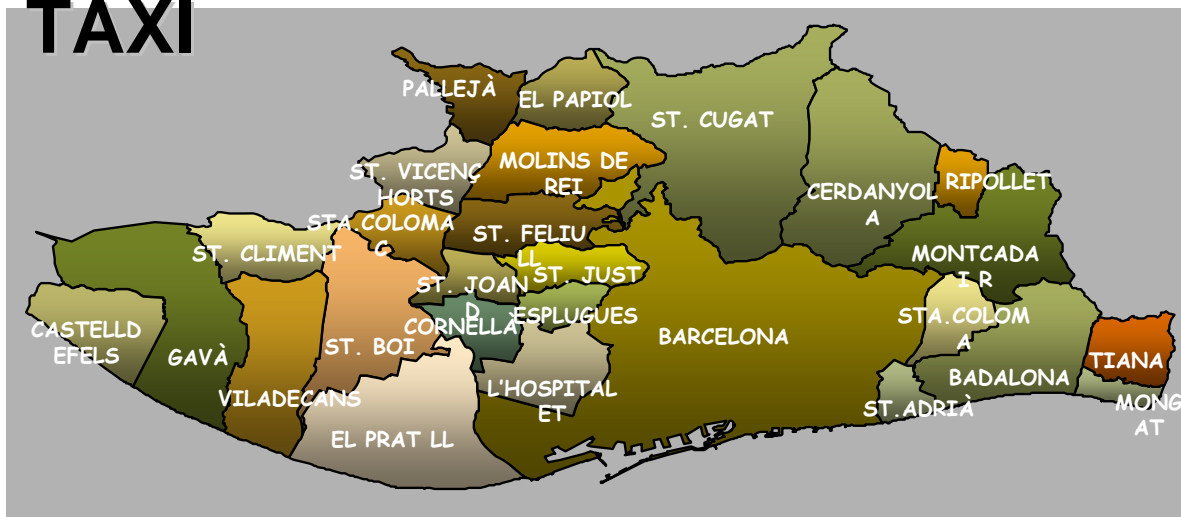 TAXI
PALLEJÀ
EL PAPIOL
ST. CUGAT
ST. VICENÇ
HORTS
MOLINS DE
REI
CERDANYOL
A
RIPOLLET
STA.COLOMA
C
ST. FELIU
LL
ST. CLIMENT
ST. JUST
MONTCADA
I R
ST. JOAN
D
CASTELLD
EFELS
GAVÀ
ST. BOI
CORNELLÀ
ESPLUGUES
BARCELONA
STA.COLOM
A
TIANA
VILADECANS
L'HOSPITAL
ET
BADALONA
ST.ADRIÀ
MONG
AT
EL PRAT LL